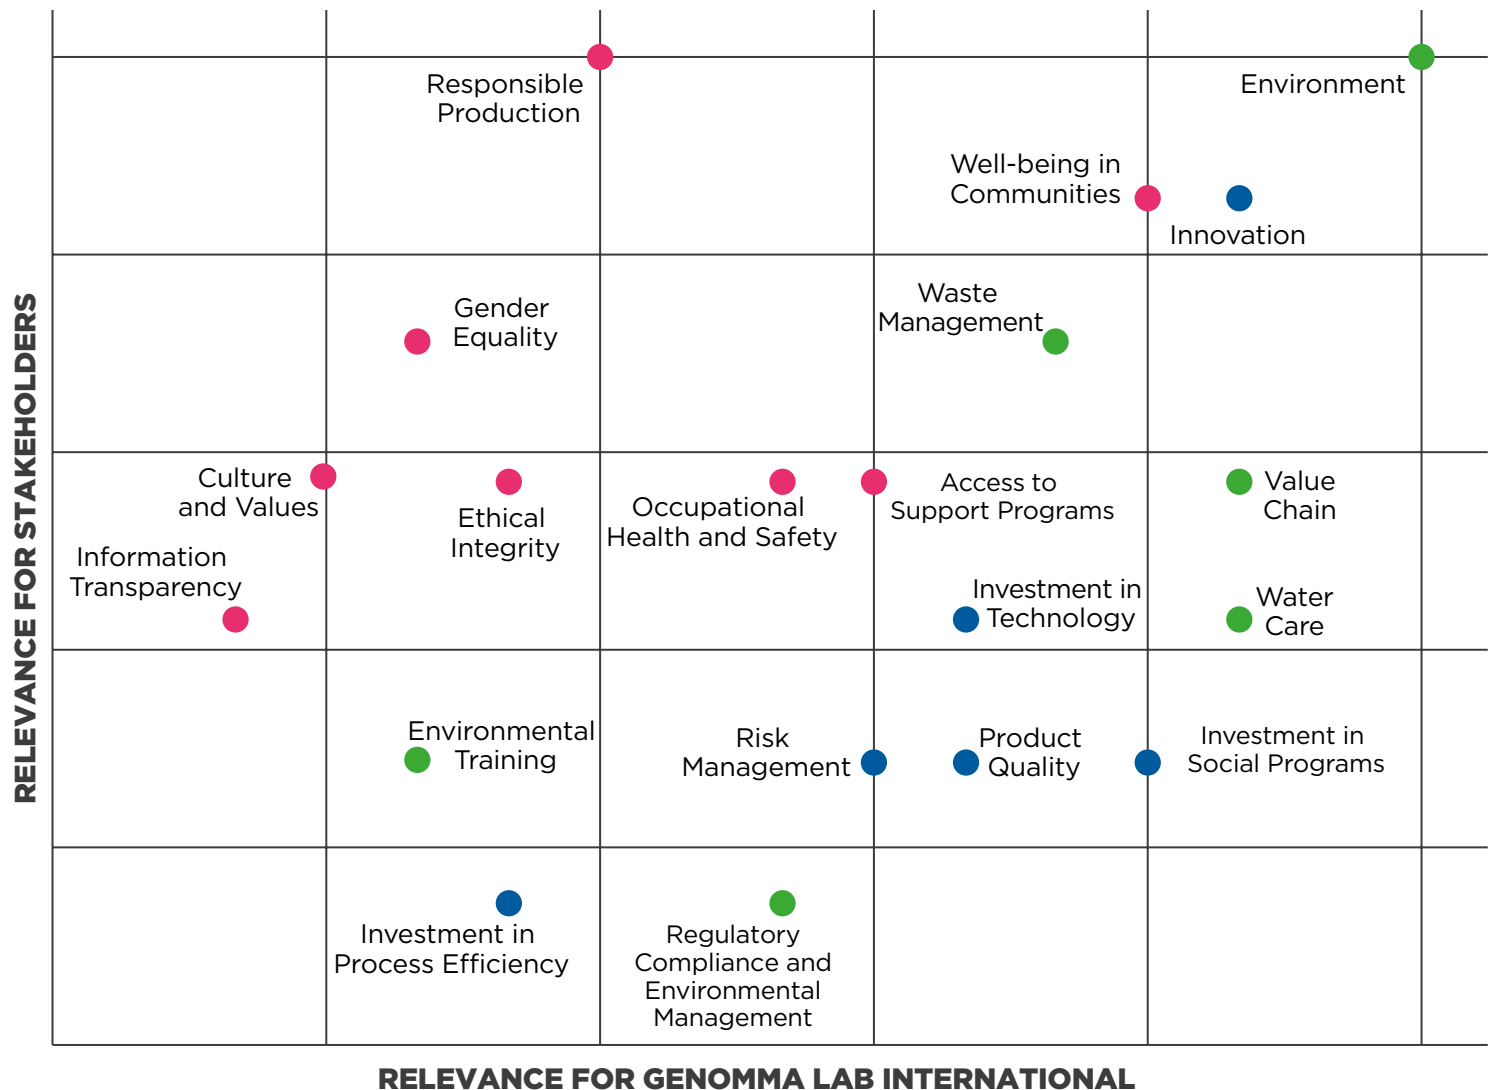 Responsible
Production
Environment
Well-being in
Communities
Innovation
Gender
Equality
Waste
Management
Culture
and Values
Ethical
Integrity
Occupational
Health and Safety
Access to
Support Programs
Value
Chain
Information
Transparency
Investment in
Technology
Water
Care
Environmental
Training
Risk
Management
Product
Quality
Investment in
Social Programs
Investment in
Process Efficiency
Regulatory
Compliance and
Environmental
Management
RELEVANCE FOR STAKEHOLDERS
RELEVANCE FOR GENOMMA LAB INTERNATIONAL